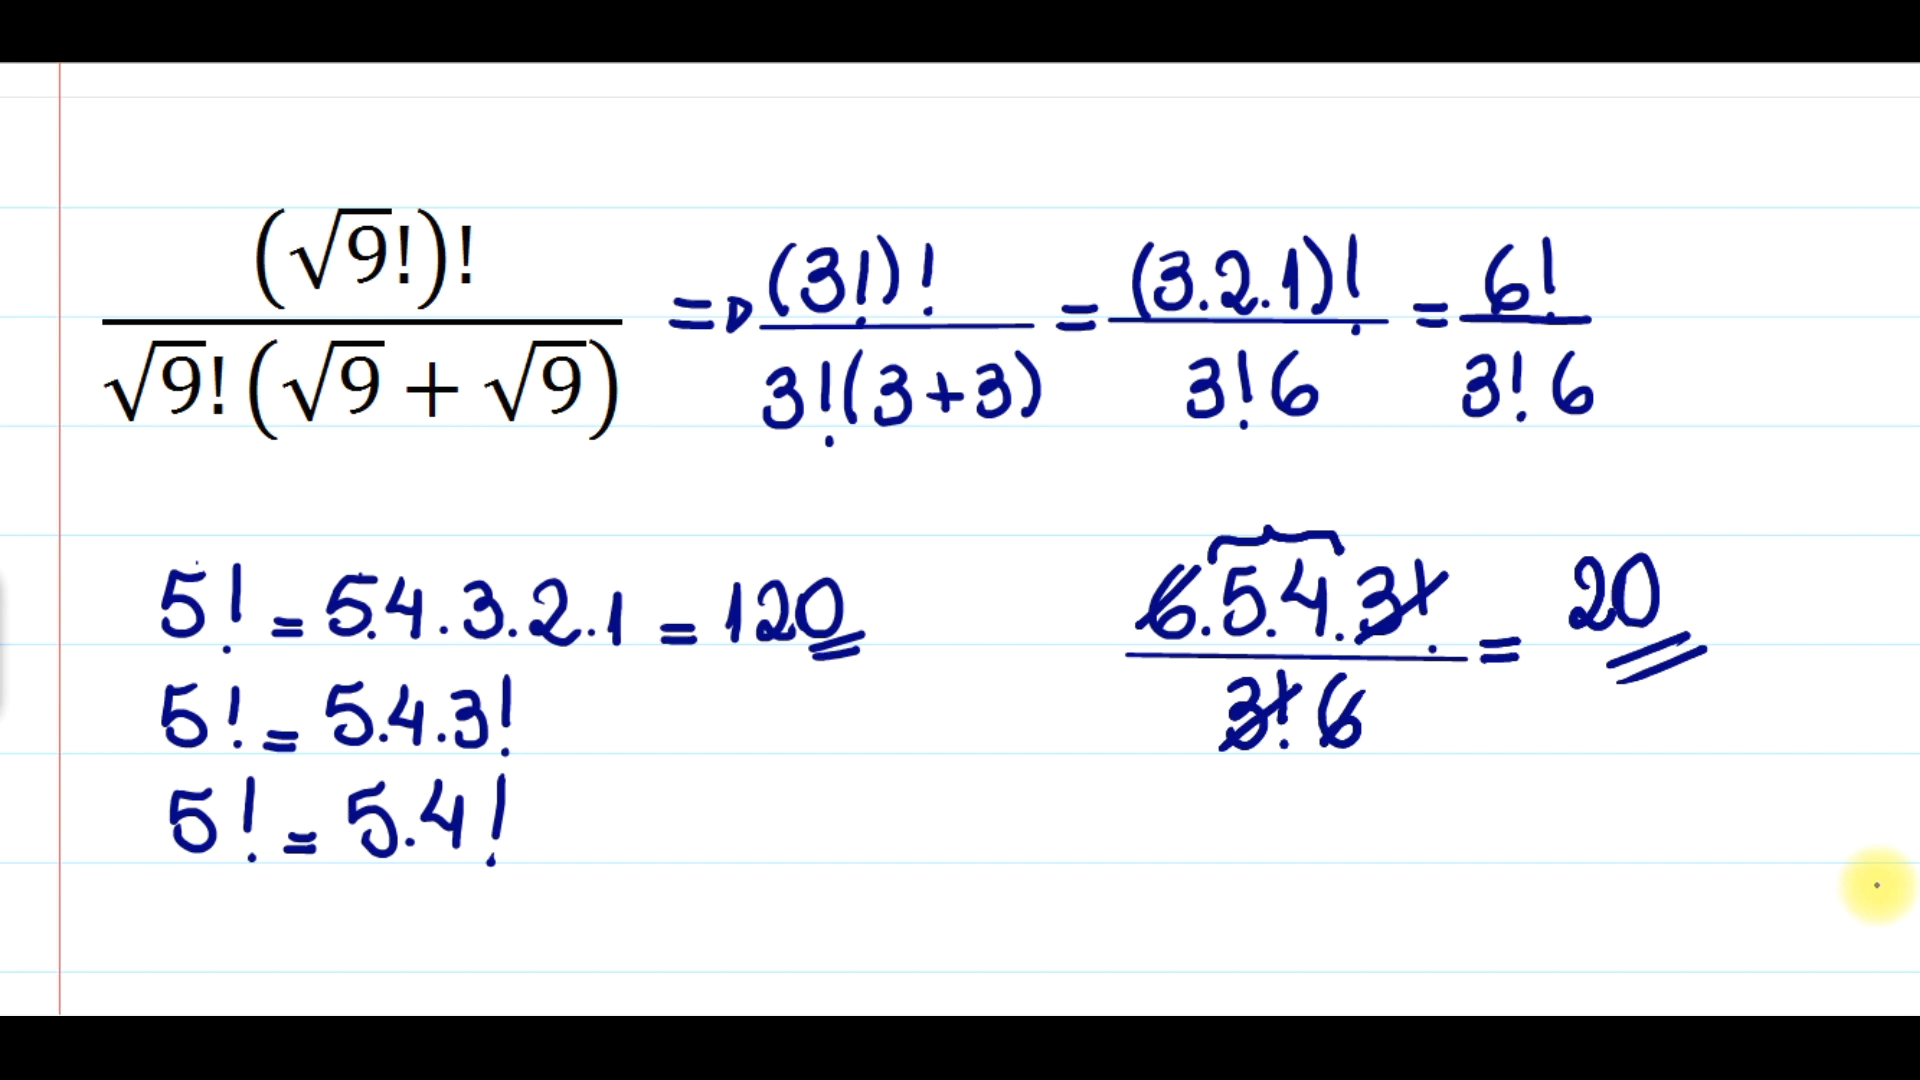 (√9!)! / √9!(√9 + √9) => (3!)! / 3!(3+3) = (3.2.1)! / 3!6 = 6! / 3!6
5! = 5.4.3.2.1 = 120
5! = 5.4.3!
5! = 5.4!
6.5.4.3! / 3!6 = 20